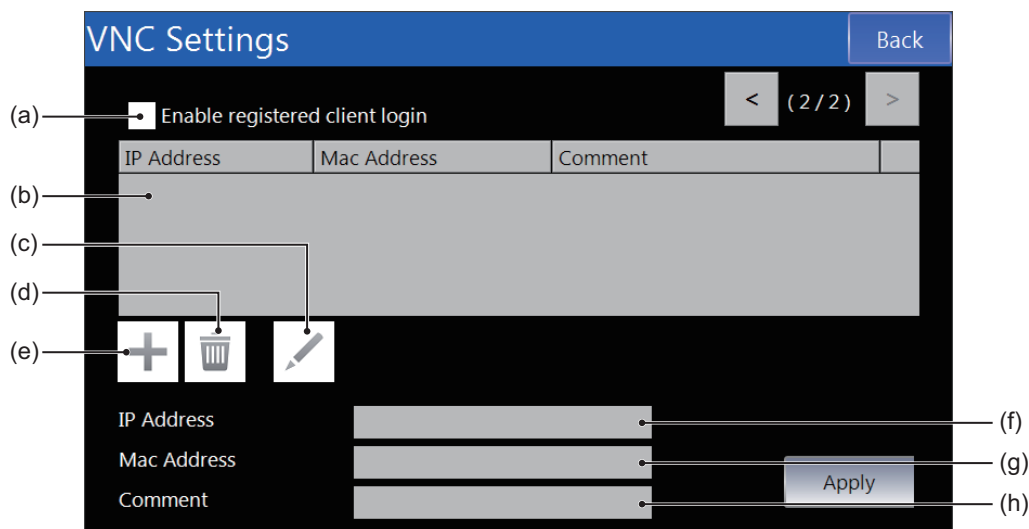 VNC Settings Back
< (2/2) >
(a) Enable registered client login
IP Address Mac Address Comment
(b)
(c)
(d)
(e)
IP Address (f)
Mac Address (g)
Apply
Comment (h)